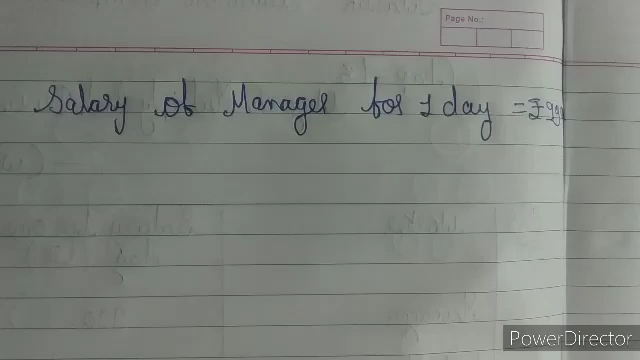 Page No.:
Salary of Manager for 1 day =
PowerDirector